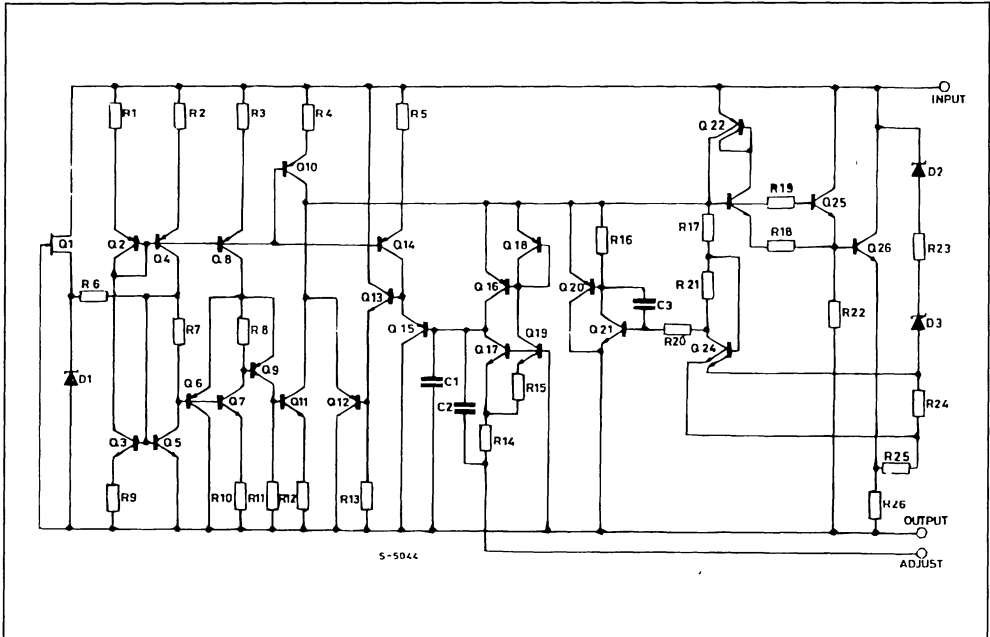 INPUT
R1 R2 R3 R4 R5
Q22
D2
Q10
R19
Q25
Q1 Q2 Q4 Q8 Q14 Q18 R16 R17 R18 Q26 R23
R6 Q13 Q16 Q20 C3 R21
R7 R8 Q15 Q19 Q21 R20 Q24 R22 D3
D1 Q6 Q9 Q17
Q7 Q11 Q12 C1 C2 R15 R24
Q3 Q5 R14 R25
R9 R10 R11 R12 R13 R26
OUTPUT
S-5044
ADJUST